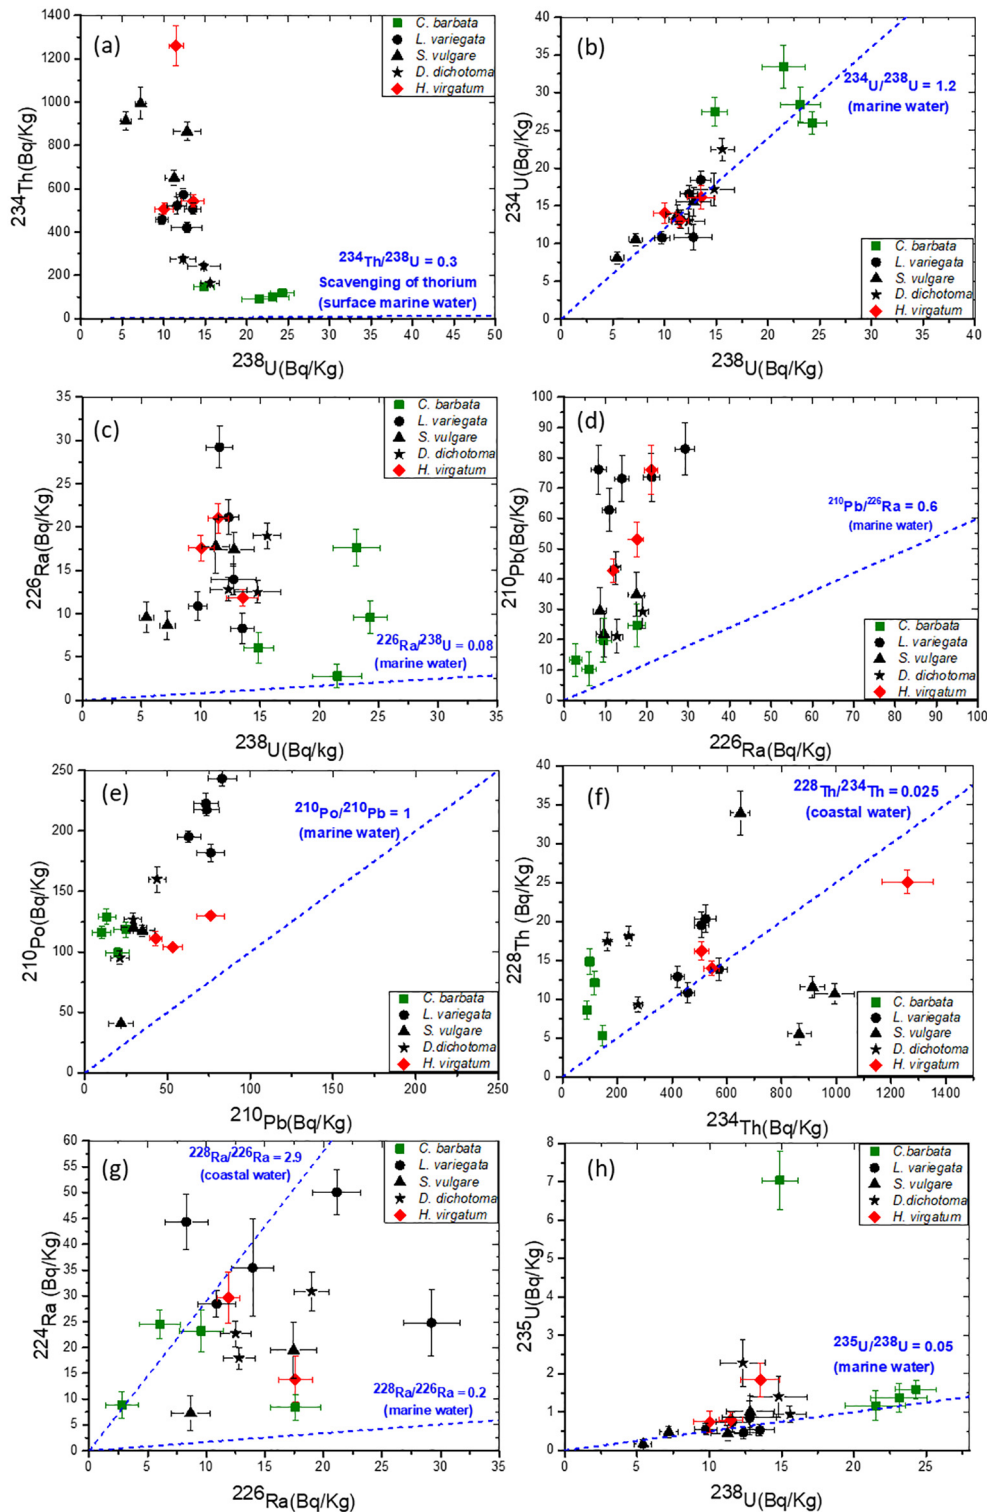 (a)
C. barbata
L. variegata
S. vulgare
D. dichotoma
H. virgatum
1400
1200
1000
800
600
400
200
0
234Th(Bq/Kg)
234Th/238U = 0.3
Scavenging of thorium
(surface marine water)
0 10 20 30 40 50
238U(Bq/Kg)
(b)
234U/238U = 1.2
(marine water)
40
35
30
25
20
15
10
5
0
234U(Bq/Kg)
C. barbata
L. variegata
S. vulgare
D. dichotoma
H. virgatum
0 5 10 15 20 25 30 35 40
238U(Bq/Kg)
(c)
C. barbata
L. variegata
S. vulgare
D. dichotoma
H. virgatum
35
30
25
20
15
10
5
0
226Ra(Bq/Kg)
226Ra/238U = 0.08
(marine water)
0 5 10 15 20 25 30 35
238U(Bq/kg)
(d)
C. barbata
L. variegata
S. vulgare
D. dichotoma
H. virgatum
100
90
80
70
60
50
40
30
20
10
0
210Pb(Bq/Kg)
210Pb/226Ra = 0.6
(marine water)
0 10 20 30 40 50 60 70 80 90 100
226Ra(Bq/Kg)
(e)
210Po/210Pb = 1
(marine water)
250
200
150
100
50
0
210Po(Bq/Kg)
C. barbata
L. variegata
S. vulgare
D.dichotoma
H. virgatum
0 50 100 150 200 250
210Pb(Bq/Kg)
(f)
228Th/234Th = 0.025
(coastal water)
40
35
30
25
20
15
10
5
0
228Th (Bq/Kg)
C. barbata
L. variegata
S. vulgare
D. dichotoma
H. virgatum
0 200 400 600 800 1000 1200 1400
234Th(Bq/Kg)
(g)
228Ra/226Ra = 2.9
(coastal water)
C. barbata
L. variegata
S. vulgare
D. dichotoma
H. virgatum
60
55
50
45
40
35
30
25
20
15
10
5
0
224Ra (Bq/Kg)
228Ra/226Ra = 0.2
(marine water)
0 5 10 15 20 25 30 35
226Ra(Bq/Kg)
(h)
C. barbata
L. variegata
S. vulgare
D.dichotoma
H. virgatum
8
7
6
5
4
3
2
1
0
235U(Bq/Kg)
235U/238U = 0.05
(marine water)
0 5 10 15 20 25
238U(Bq/Kg)